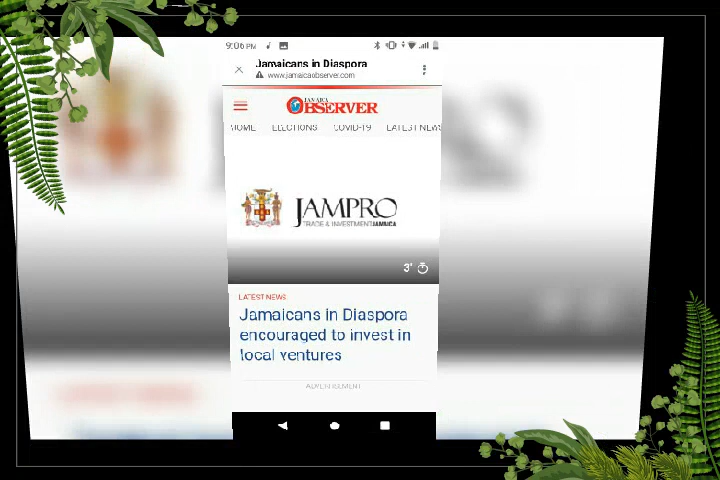 9:06 PM
Jamaicans in Diaspora
www.jamaicaobserver.com
JAMAICA
OBSERVER
HOME ELECTIONS COVID-19 LATEST NEWS
JAMPRO
TRADE & INVESTMENT JAMAICA
3'
LATEST NEWS
Jamaicans in Diaspora
encouraged to invest in
local ventures
ADVERTISEMENT